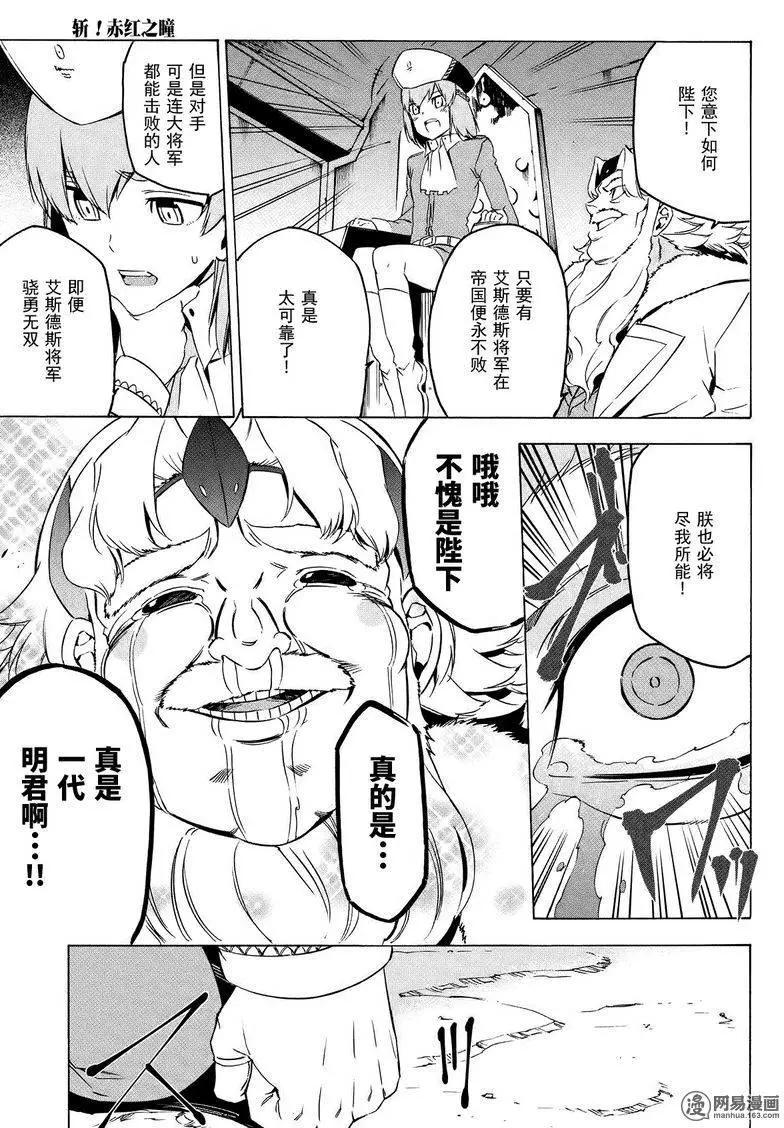 斩！赤红之瞳
您意下如何
陛下！
只要有
艾斯德斯将军在
帝国便永不败
真是
太可靠了！
但是对手
可是连大将军
都能击败的人
即便
艾斯德斯将军
骁勇无双
朕也必将
尽我所能！
哦哦
不愧是陛下
真的是…
真是
一代
明君啊…!!
网易漫画
manhua.163.com